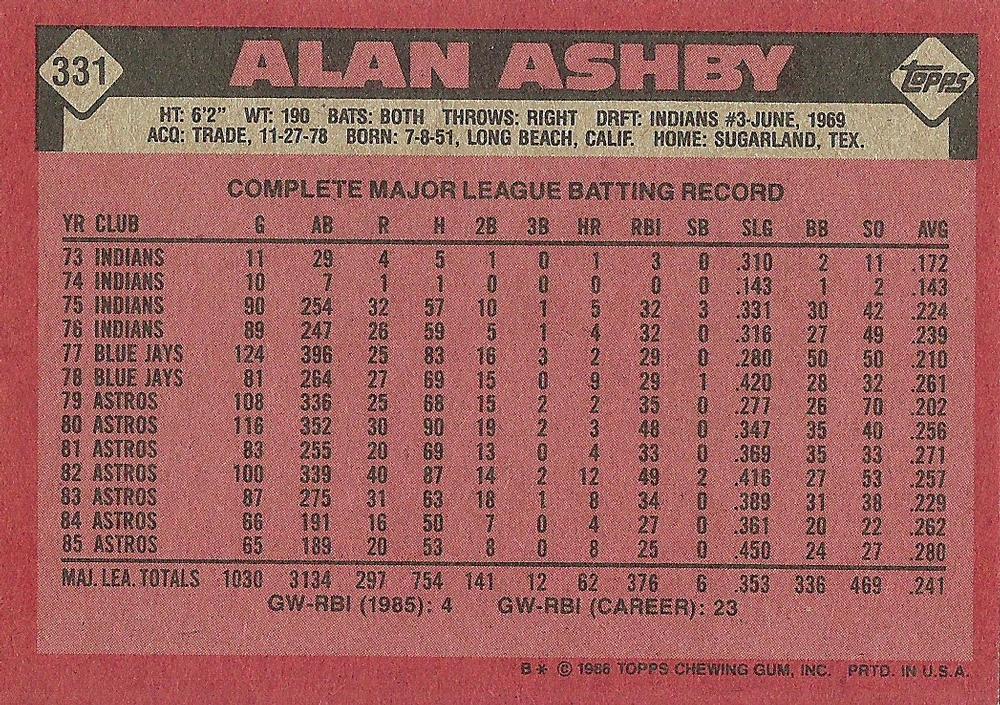 331 ALAN ASHBY TOPPS
HT: 6'2" WT: 190 BATS: BOTH THROWS: RIGHT DRFT: INDIANS #3-JUNE, 1969
ACQ: TRADE, 11-27-78 BORN: 7-8-51, LONG BEACH, CALIF. HOME: SUGARLAND, TEX.
COMPLETE MAJOR LEAGUE BATTING RECORD
YR CLUB G AB R H 2B 3B HR RBI SB SLG BB SO AVG
73 INDIANS 11 29 4 5 1 0 1 3 0 .310 2 11 .172
74 INDIANS 10 7 1 1 0 0 0 0 0 .143 1 2 .143
75 INDIANS 90 254 32 57 10 1 5 32 3 .331 30 42 .224
76 INDIANS 89 247 26 59 5 1 4 32 0 .316 27 49 .239
77 BLUE JAYS 124 396 25 83 16 3 2 29 0 .280 50 50 .210
78 BLUE JAYS 81 264 27 69 15 0 9 29 1 .420 28 32 .261
79 ASTROS 108 336 25 68 15 2 2 35 0 .277 26 70 .202
80 ASTROS 116 352 30 90 19 2 3 48 0 .347 35 40 .256
81 ASTROS 83 255 20 69 13 0 4 33 0 .369 35 33 .271
82 ASTROS 100 339 40 87 14 2 12 49 2 .416 27 53 .257
83 ASTROS 87 275 31 63 18 1 8 34 0 .389 31 38 .229
84 ASTROS 66 191 16 50 7 0 4 27 0 .361 20 22 .262
85 ASTROS 65 189 20 53 8 0 8 25 0 .450 24 27 .280
MAJ. LEA. TOTALS 1030 3134 297 754 141 12 62 376 6 .353 336 469 .241
GW-RBI (1985): 4 GW-RBI (CAREER): 23
B* © 1986 TOPPS CHEWING GUM, INC. PRTD. IN U.S.A.